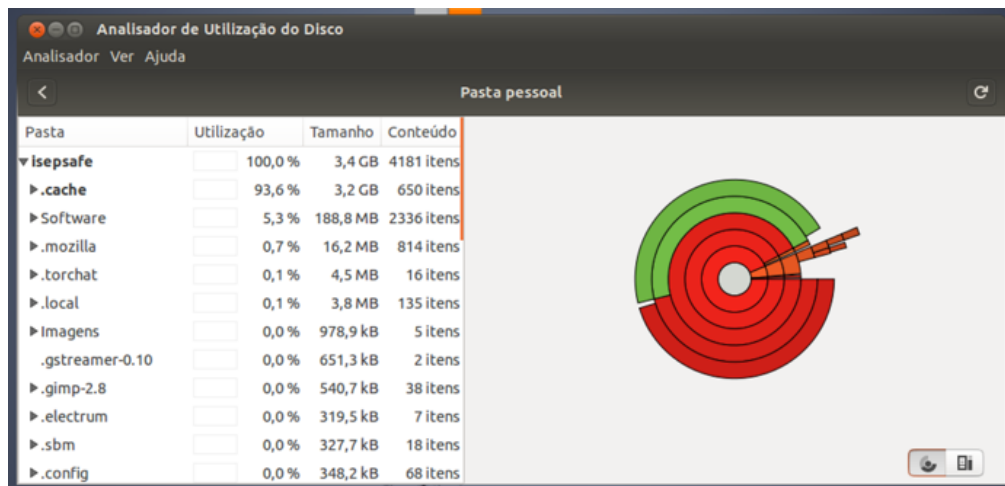 Analisador de Utilização do Disco
Analisador Ver Ajuda
Pasta pessoal
Pasta Utilização Tamanho Conteúdo
isepsafe 100,0 % 3,4 GB 4181 itens
.cache 93,6 % 3,2 GB 650 itens
Software 5,3 % 188,8 MB 2336 itens
.mozilla 0,7 % 16,2 MB 814 itens
.torchat 0,1 % 4,5 MB 16 itens
.local 0,1 % 3,8 MB 135 itens
Imagens 0,0 % 978,9 kB 5 itens
.gstreamer-0.10 0,0 % 651,3 kB 2 itens
.gimp-2.8 0,0 % 540,7 kB 38 itens
.electrum 0,0 % 319,5 kB 7 itens
.sbm 0,0 % 327,7 kB 18 itens
.config 0,0 % 348,2 kB 68 itens